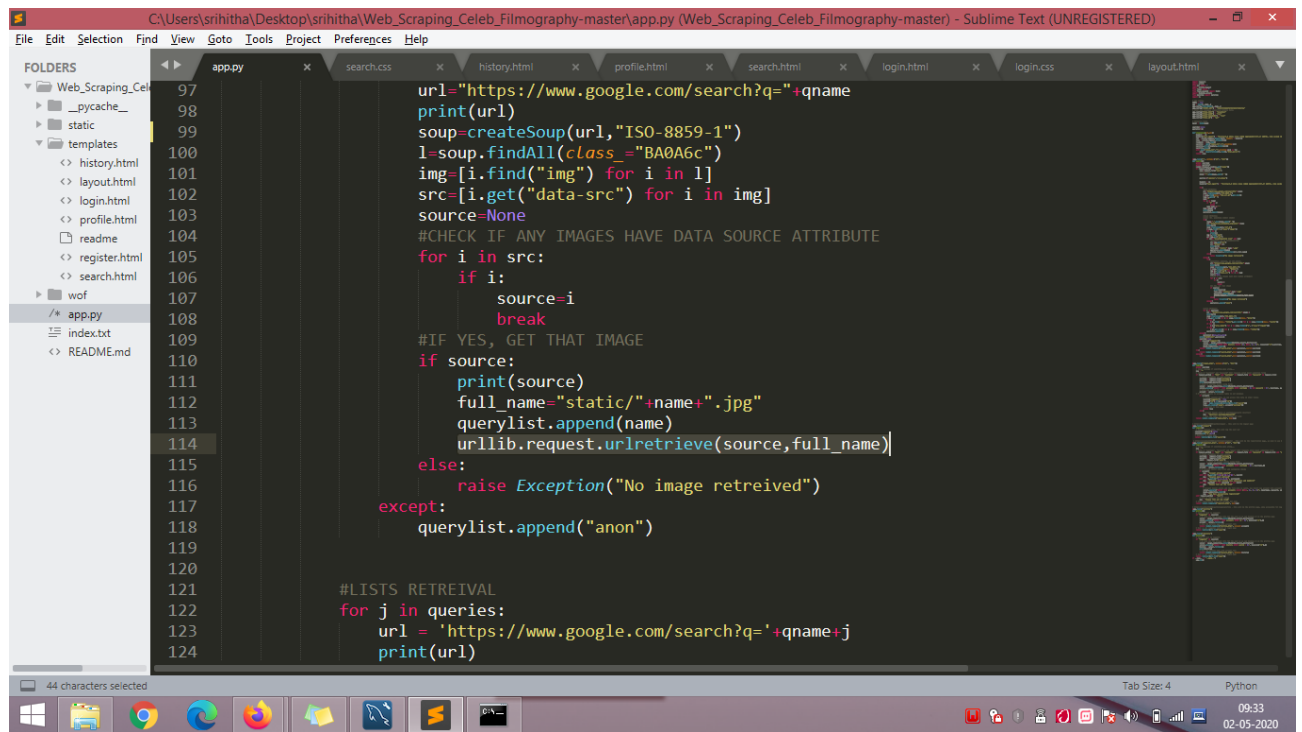 C:\Users\srihitha\Desktop\srihitha\Web_Scraping_Celeb_Filmography-master\app.py (Web_Scraping_Celeb_Filmography-master) - Sublime Text (UNREGISTERED)
File Edit Selection Find View Goto Tools Project Preferences Help
FOLDERS
Web_Scraping_Cel
__pycache__
static
templates
history.html
layout.html
login.html
profile.html
readme
register.html
search.html
wof
app.py
index.txt
README.md
app.py search.css history.html profile.html search.html login.html login.css layout.html
97 url="https://www.google.com/search?q="+qname
98 print(url)
99 soup=createSoup(url,"ISO-8859-1")
100 l=soup.findAll(class_="BA0A6c")
101 img=[i.find("img") for i in l]
102 src=[i.get("data-src") for i in img]
103 source=None
104 #CHECK IF ANY IMAGES HAVE DATA SOURCE ATTRIBUTE
105 for i in src:
106 if i:
107 source=i
108 break
109 #IF YES, GET THAT IMAGE
110 if source:
111 print(source)
112 full_name="static/"+name+".jpg"
113 querylist.append(name)
114 urllib.request.urlretrieve(source,full_name)
115 else:
116 raise Exception("No image retreived")
117 except:
118 querylist.append("anon")
119
120
121 #LISTS RETREIVAL
122 for j in queries:
123 url = 'https://www.google.com/search?q='+qname+j
124 print(url)
44 characters selected Tab Size: 4 Python
09:33
02-05-2020